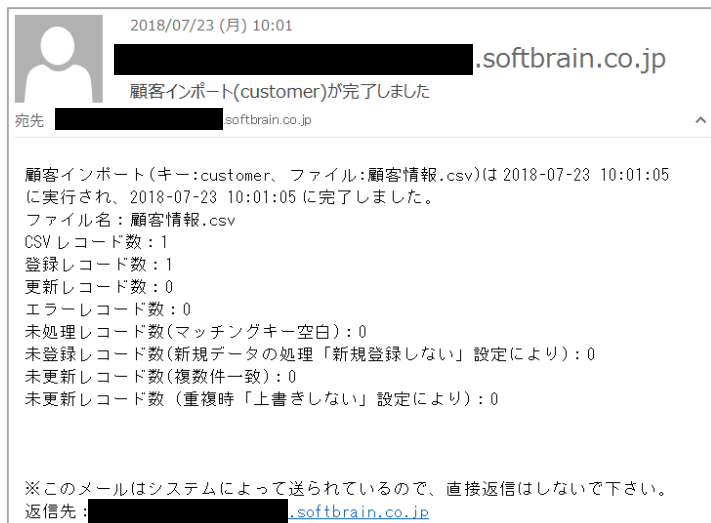 2018/07/23 (月) 10:01
.softbrain.co.jp
顧客インポート(customer)が完了しました
宛先 .softbrain.co.jp
顧客インポート(キー:customer、ファイル:顧客情報.csv)は 2018-07-23 10:01:05
に実行され、2018-07-23 10:01:05 に完了しました。
ファイル名:顧客情報.csv
CSV レコード数:1
登録レコード数:1
更新レコード数:0
エラーレコード数:0
未処理レコード数(マッチングキー空白):0
未登録レコード数(新規データの処理「新規登録しない」設定により):0
未更新レコード数(複数件一致):0
未更新レコード数 (重複時「上書きしない」設定により):0
※このメールはシステムによって送られているので、直接返信はしないで下さい。
返信先: .softbrain.co.jp